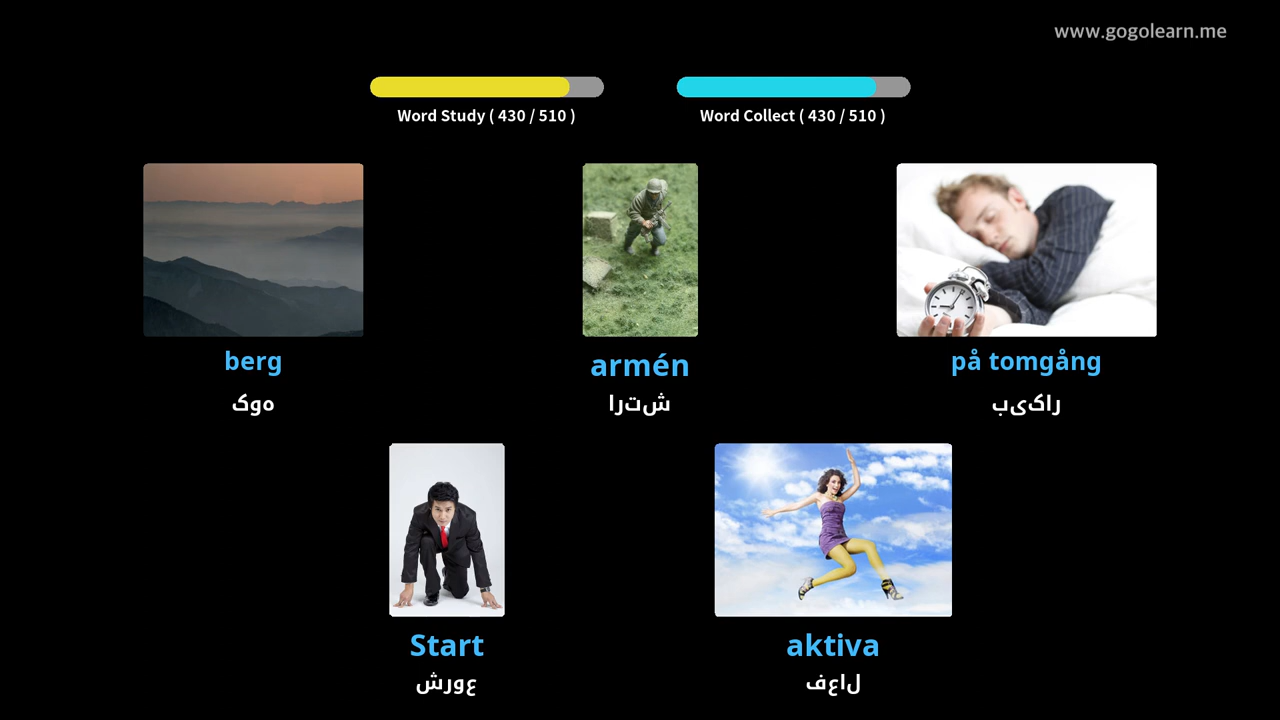 www.gogolearn.me
Word Study ( 430 / 510 )
Word Collect ( 430 / 510 )
berg
هوک
armén
شترا
på tomgång
راکیب
Start
عورش
aktiva
لاعف